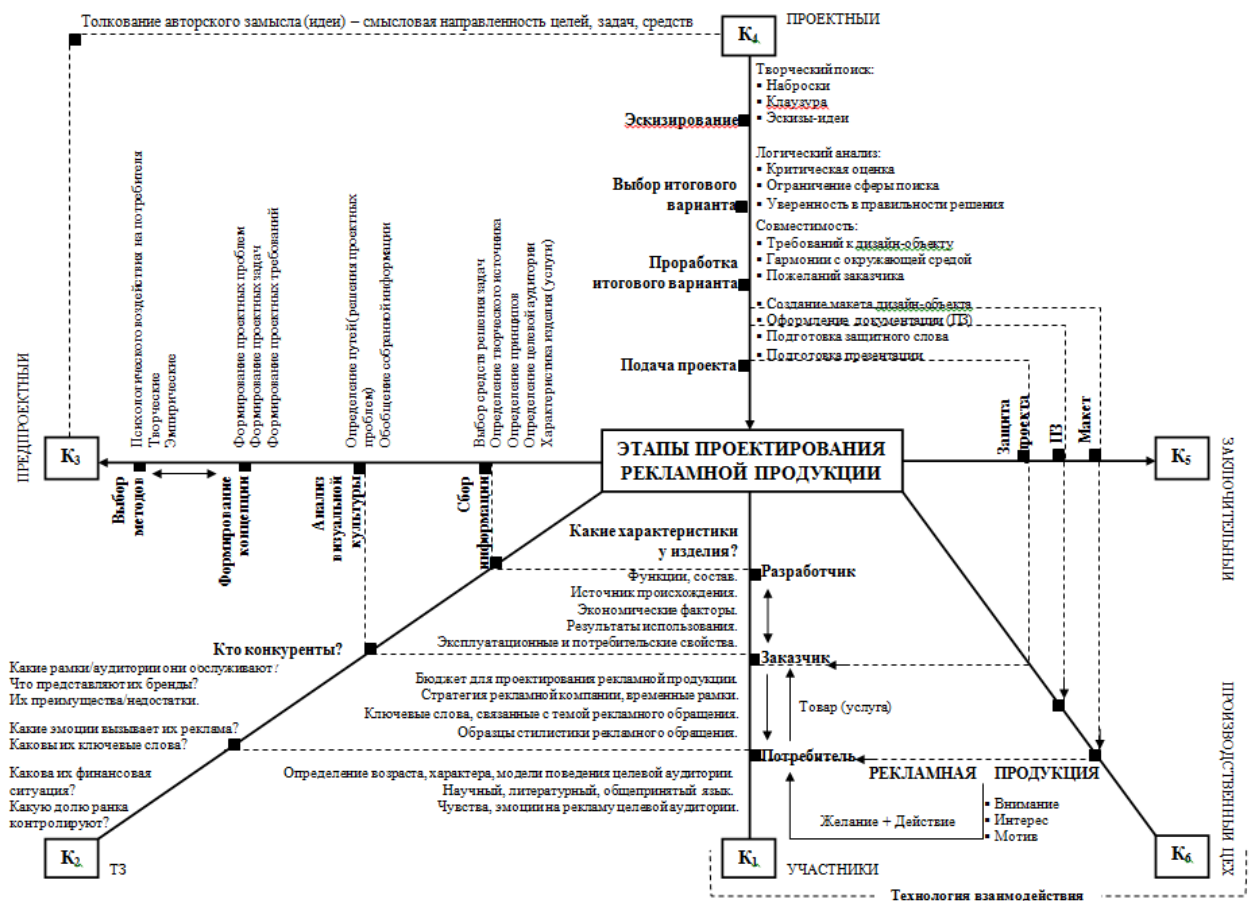 Толкование авторского замысла (идеи) – смысловая направленность целей, задач, средств
К4
ПРОЕКТНЫЙ
Творческий поиск:
▪ Наброски
▪ Клаузура
▪ Эскизы-идеи
Эскизирование
Логический анализ:
▪ Критическая оценка
▪ Ограничение сферы поиска
▪ Уверенность в правильности решения
Выбор итогового
варианта
Совместимость:
▪ Требований к дизайн-объекту
▪ Гармонии с окружающей средой
▪ Пожеланий заказчика
Проработка
итогового варианта
▪ Создание макета дизайн-объекта
▪ Оформление документации (ПЗ)
▪ Подготовка защитного слова
▪ Подготовка презентации
Подача проекта
ПРЕДПРОЕКТНЫЙ
К3
Психологического воздействия на потребителя
Творческие
Эмпирические
Выбор
методов
Формирование проектных проблем
Формирование проектных задач
Формирование проектных требований
Формирование
концепции
Определение путей (решения проектных
проблем)
Обобщение собранной информации
Анализ
визуальной
культуры
Выбор средств решения задач
Определение творческого источника
Определение принципов
Определение целевой аудитории
Характеристика изделия (услуги)
Сбор
информации
ЭТАПЫ ПРОЕКТИРОВАНИЯ
РЕКЛАМНОЙ ПРОДУКЦИИ
Защита
проекта
ПЗ
Макет
К5
ЗАКЛЮЧИТЕЛЬНЫЙ
Какие характеристики
у изделия?
Разработчик
Функции, состав.
Источник происхождения.
Экономические факторы.
Результаты использования.
Эксплуатационные и потребительские свойства.
Кто конкуренты?
Заказчик
Какие рамки/аудитории они обслуживают?
Что представляют их бренды?
Их преимущества/недостатки.
Бюджет для проектирования рекламной продукции.
Стратегия рекламной компании, временные рамки.
Ключевые слова, связанные с темой рекламного обращения.
Образцы стилистики рекламного обращения.
Товар (услуга)
Какие эмоции вызывает их реклама?
Каковы их ключевые слова?
Потребитель
Какова их финансовая
ситуация?
Какую долю ранка
контролируют?
Определение возраста, характера, модели поведения целевой аудитории.
Научный, литературный, общепринятый язык.
Чувства, эмоции на рекламу целевой аудитории.
РЕКЛАМНАЯ ПРОДУКЦИЯ
▪ Внимание
▪ Интерес
▪ Мотив
Желание + Действие
К2
ТЗ
К1
УЧАСТНИКИ
К6
ПРОИЗВОДСТВЕННЫЙ ЦЕХ
Технология взаимодействия